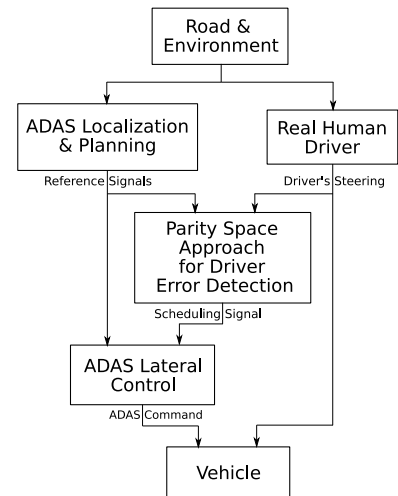 Road &
Environment
ADAS Localization
& Planning
Real Human
Driver
Reference Signals
Driver's Steering
Parity Space
Approach
for Driver
Error Detection
Scheduling Signal
ADAS Lateral
Control
ADAS Command
Vehicle